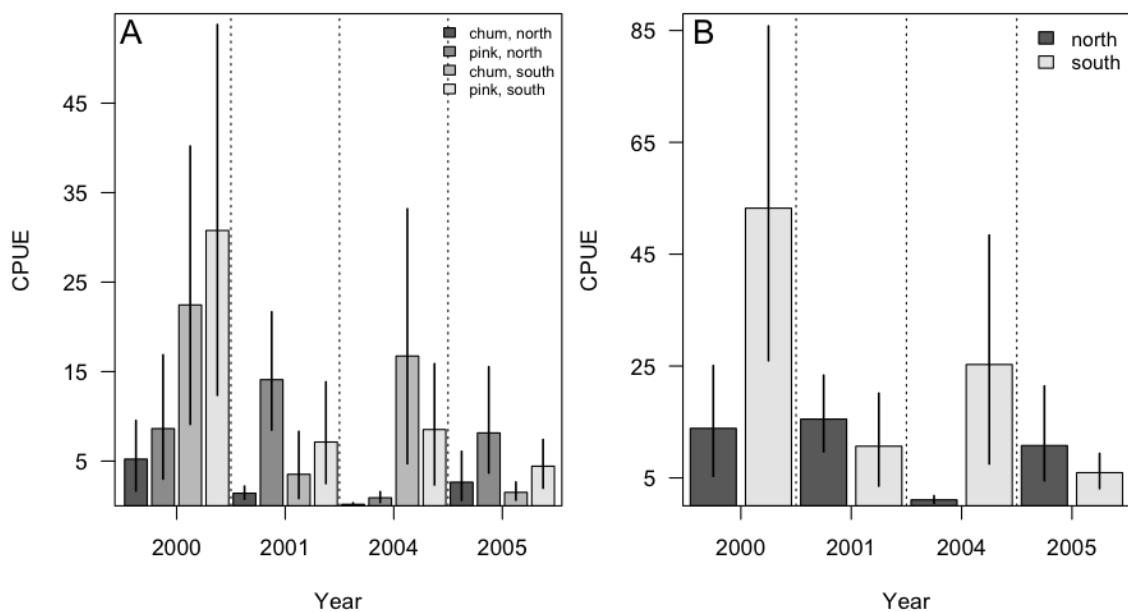 A
chum, north
pink, north
chum, south
pink, south
45
35
25
15
5
CPUE
2000
2001
2004
2005
Year
B
north
south
85
65
45
25
5
CPUE
2000
2001
2004
2005
Year